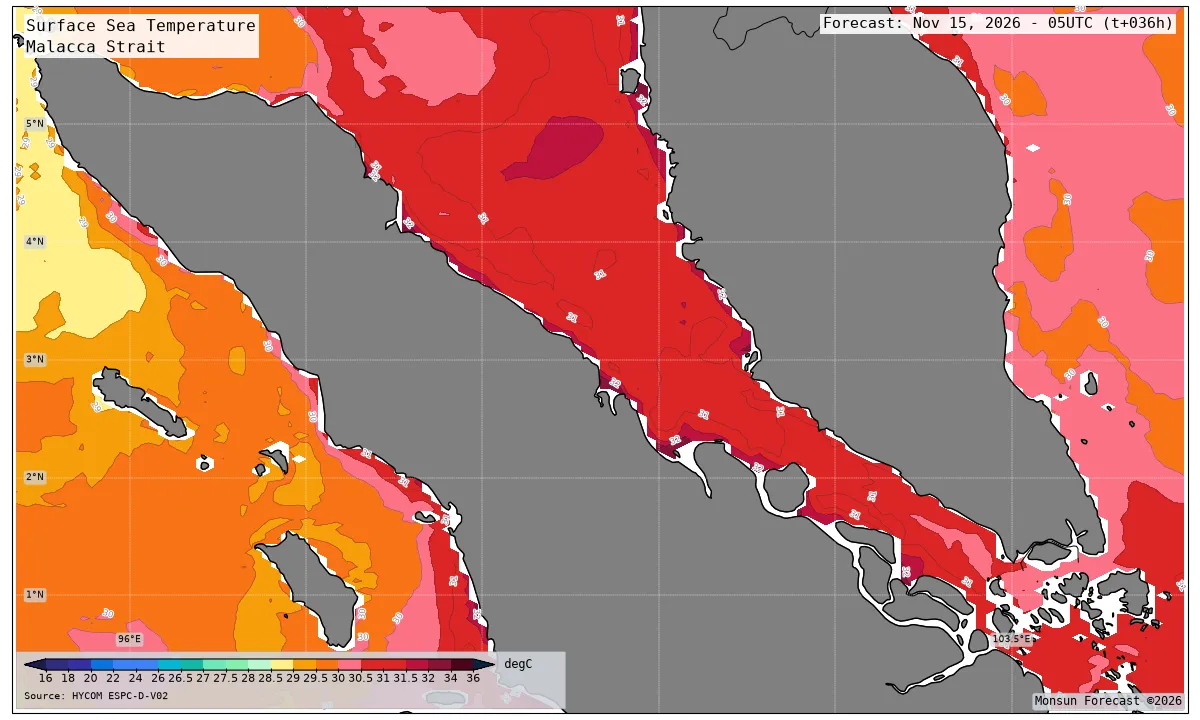 Surface Sea Temperature
Malacca Strait
Forecast: Nov 15, 2026 - 05UTC (t+036h)
5°N
4°N
3°N
2°N
1°N
96°E
103.5°E
16 18 20 22 24 26 26.5 27 27.5 28 28.5 29 29.5 30 30.5 31 31.5 32 34 36
degC
Source: HYCOM ESPC-D-V02
Monsun Forecast ©2026